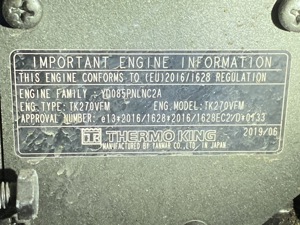 IMPORTANT ENGINE INFORMATION
THIS ENGINE CONFORMS TO (EU)2016/1628 REGULATION
ENGINE FAMILY : YD085PNLNC2A
ENG.TYPE:TK270VFM ENG.MODEL:TK270VFM
APPROVAL NUMBER: e13*2016/1628*2016/1628EC2/D*0133
THERMO KING 2019/06
MANUFACTURED BY YANMAR CO.,LTD. IN JAPAN